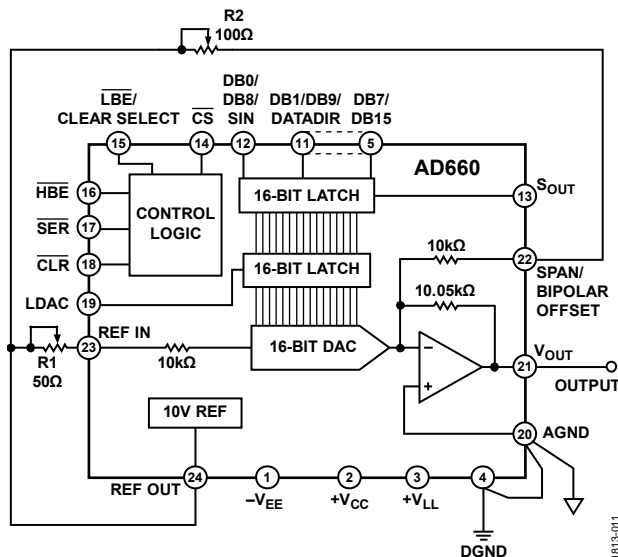 R2
100Ω
LBE/
CLEAR SELECT
CS
DB0/
DB8/
SIN
DB1/DB9/
DATADIR
DB7/
DB15
15
14
12
11
5
AD660
HBE
16
SER
17
CLR
18
LDAC
19
CONTROL
LOGIC
16-BIT LATCH
13
SOUT
16-BIT LATCH
10kΩ
10.05kΩ
22
SPAN/
BIPOLAR
OFFSET
REF IN
23
R1
50Ω
10kΩ
16-BIT DAC
−
+
21
VOUT
OUTPUT
10V REF
20
AGND
REF OUT
24
1
2
3
4
−VEE
+VCC
+VLL
DGND